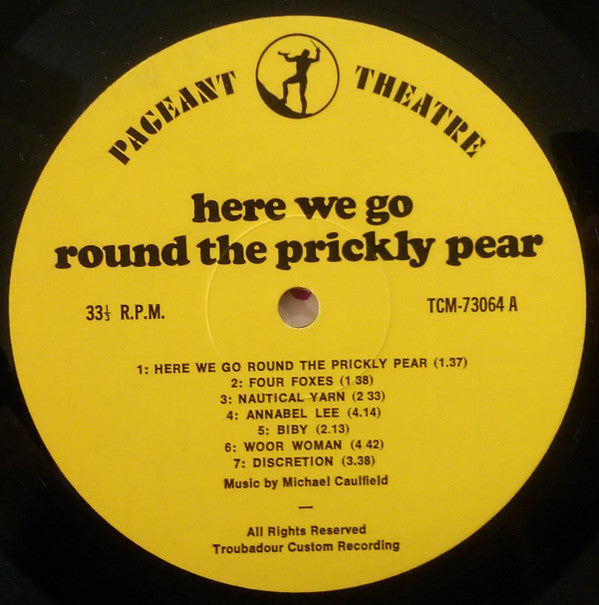 PAGEANT THEATRE
here we go
round the prickly pear
33⅓ R.P.M.
TCM-73064 A
1: HERE WE GO ROUND THE PRICKLY PEAR (1.37)
2: FOUR FOXES (1 38)
3: NAUTICAL YARN (2 33)
4: ANNABEL LEE (4.14)
5: BIBY (2.13)
6: WOOR WOMAN (4 42)
7: DISCRETION (3.38)
Music by Michael Caulfield
All Rights Reserved
Troubadour Custom Recording